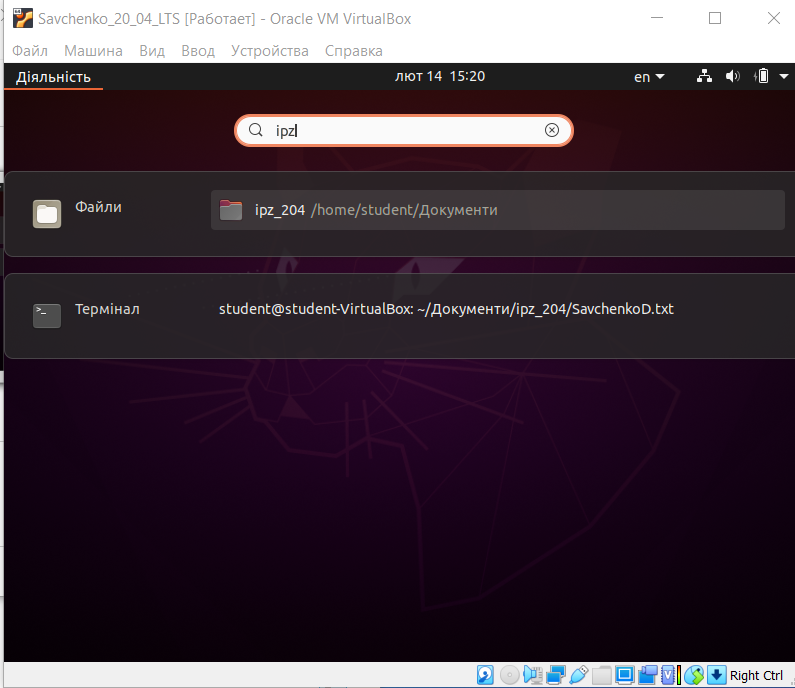 Savchenko_20_04_LTS [Работает] - Oracle VM VirtualBox
Файл Машина Вид Ввод Устройства Справка
Діяльність лют 14 15:20 en
ipz
Файли ipz_204 /home/student/Документи
Термінал student@student-VirtualBox: ~/Документи/ipz_204/SavchenkoD.txt
Right Ctrl